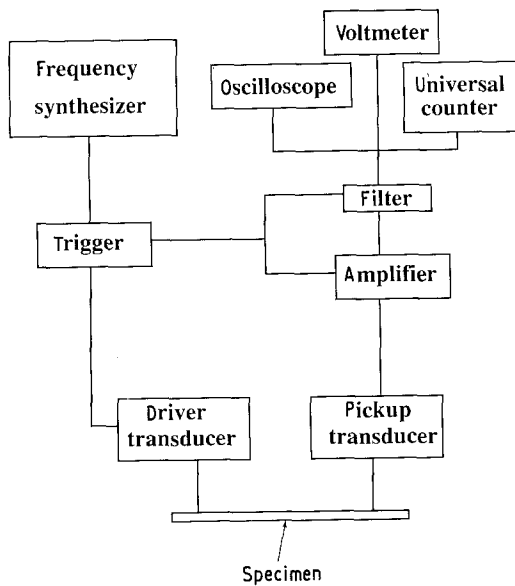 Voltmeter
Frequency
synthesizer
Oscilloscope
Universal
counter
Filter
Trigger
Amplifier
Driver
transducer
Pickup
transducer
Specimen